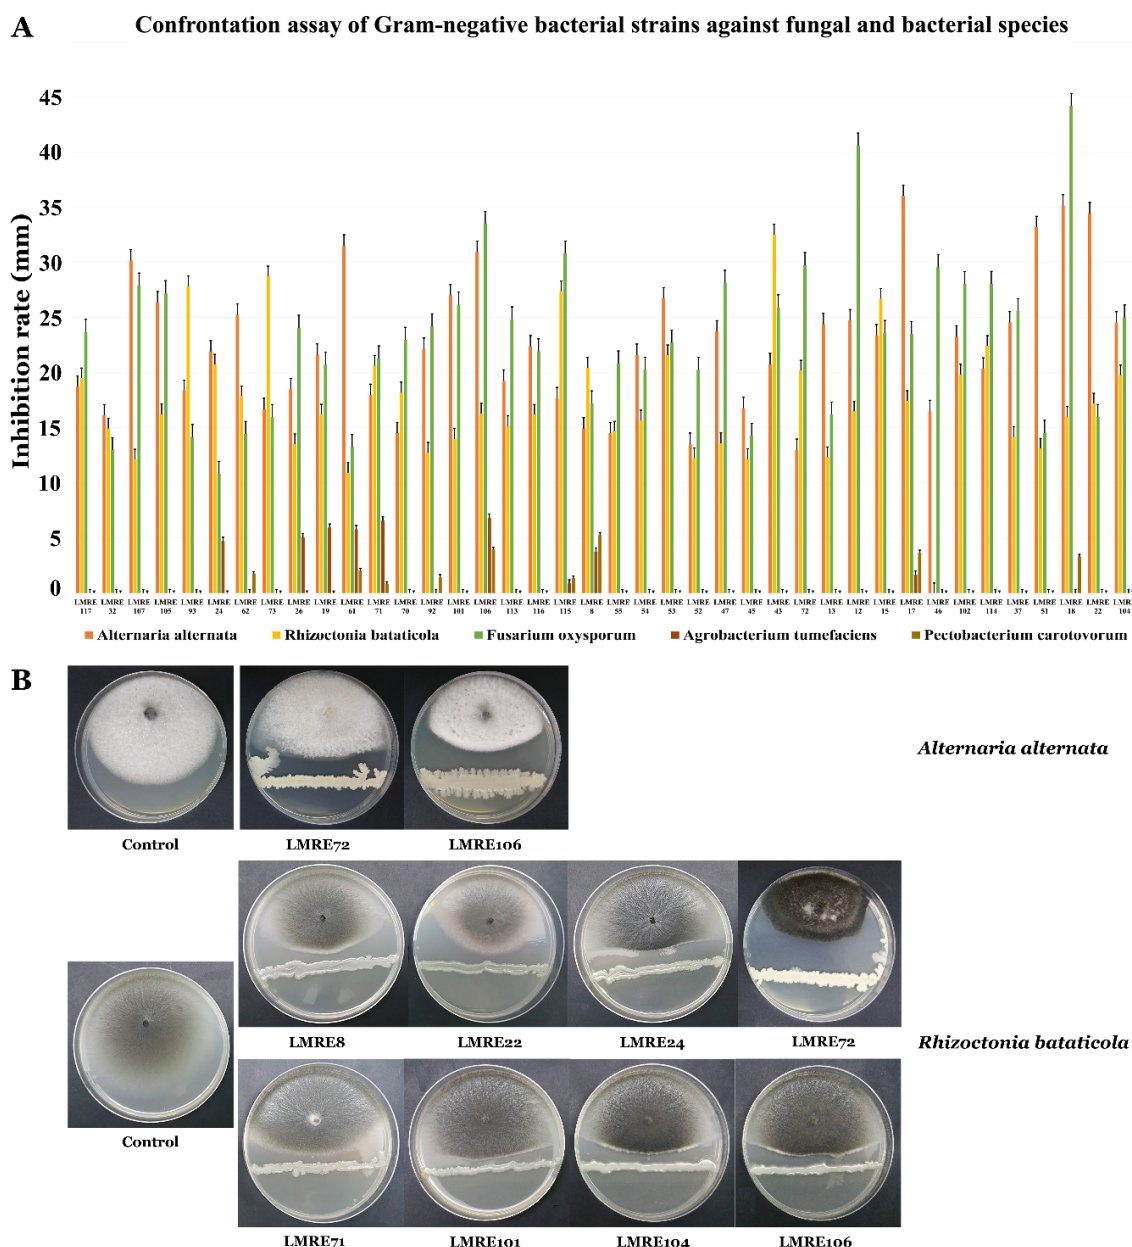 A
Confrontation assay of Gram-negative bacterial strains against fungal and bacterial species
Inhibition rate (mm)
45
40
35
30
25
20
15
10
5
0
LMRE 117
LMRE 32
LMRE 107
LMRE 105
LMRE 93
LMRE 24
LMRE 62
LMRE 73
LMRE 26
LMRE 19
LMRE 61
LMRE 71
LMRE 70
LMRE 92
LMRE 101
LMRE 106
LMRE 113
LMRE 116
LMRE 115
LMRE 8
LMRE 55
LMRE 54
LMRE 53
LMRE 52
LMRE 47
LMRE 45
LMRE 43
LMRE 72
LMRE 13
LMRE 12
LMRE 15
LMRE 17
LMRE 46
LMRE 102
LMRE 114
LMRE 37
LMRE 51
LMRE 18
LMRE 22
LMRE 104
Alternaria alternata
Rhizoctonia bataticola
Fusarium oxysporum
Agrobacterium tumefaciens
Pectobacterium carotovorum
B
Alternaria alternata
Control
LMRE72
LMRE106
LMRE8
LMRE22
LMRE24
LMRE72
Rhizoctonia bataticola
Control
LMRE71
LMRE101
LMRE104
LMRE106